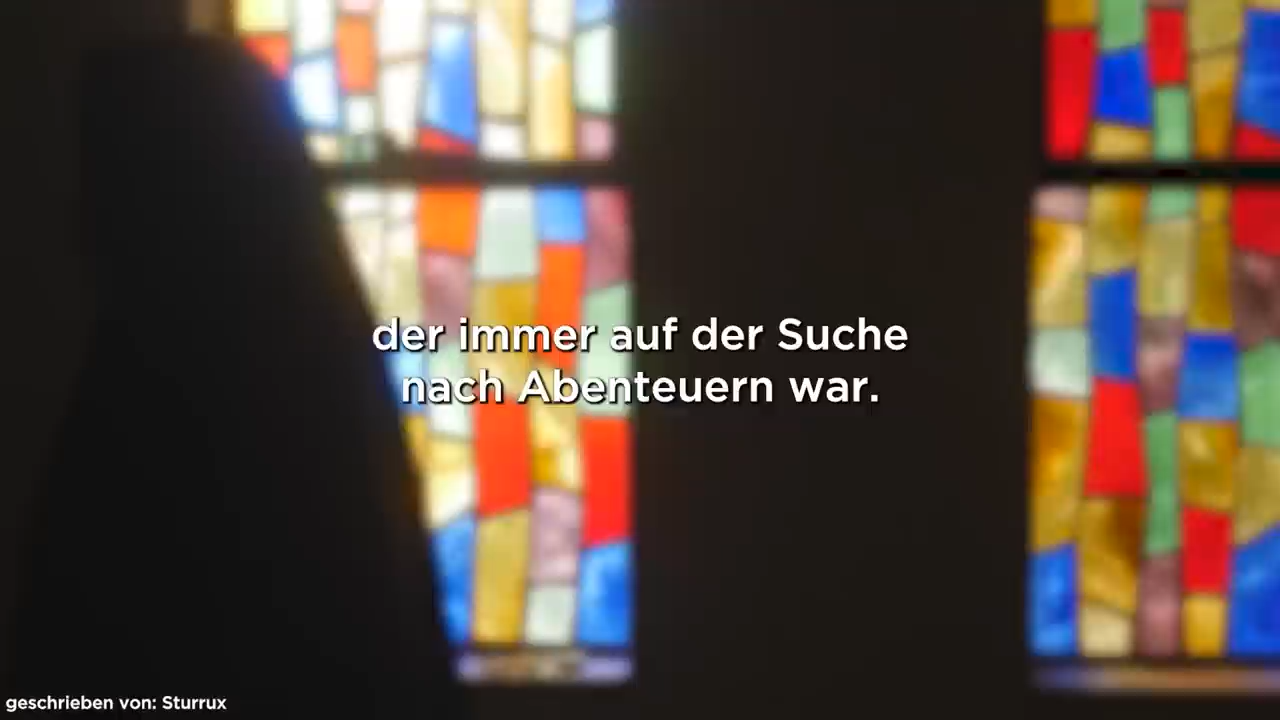 der immer auf der Suche
nach Abenteuern war.
geschrieben von: Sturrux